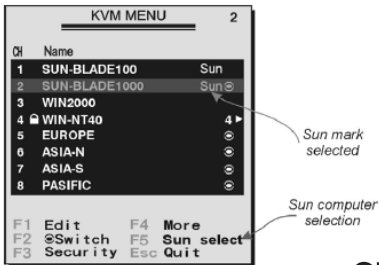 KVM MENU 2
CH Name
1 SUN-BLADE100 Sun
2 SUN-BLADE1000 Sun
3 WIN2000
4 WIN-NT40 4
5 EUROPE
6 ASIA-N
7 ASIA-S
8 PASIFIC
Sun mark
selected
Sun computer
selection
F1 Edit F4 More
F2 Switch F5 Sun select
F3 Security Esc Quit